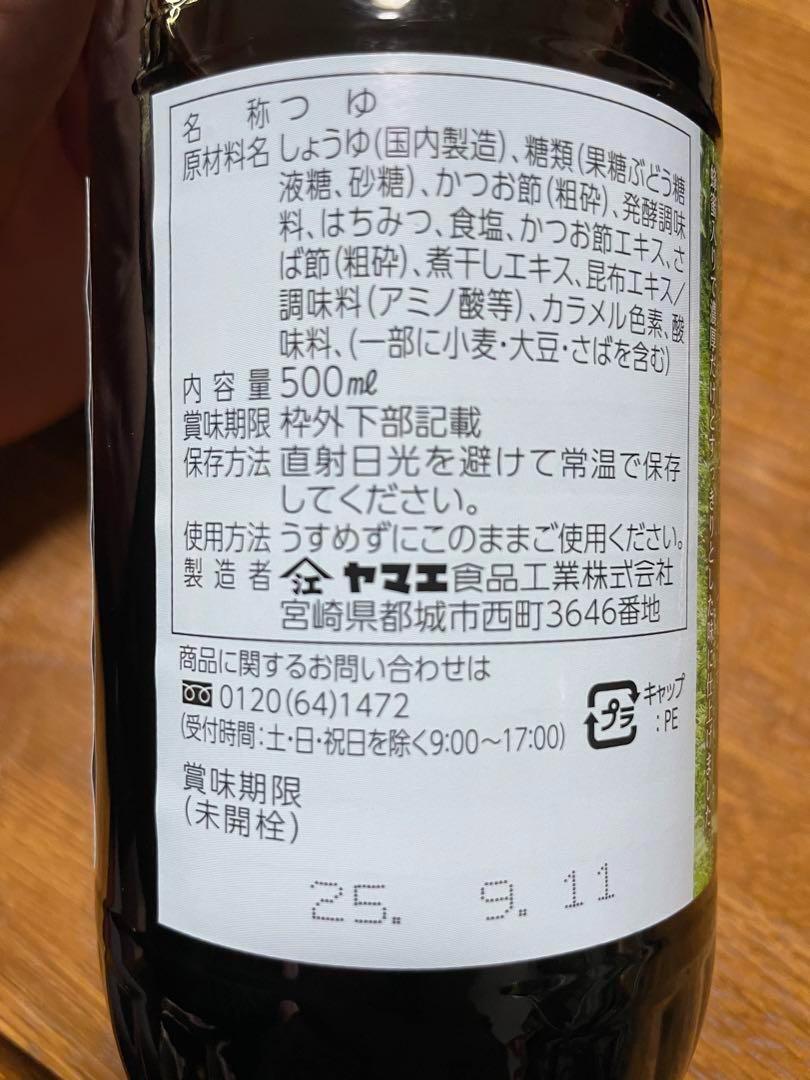 名称つゆ
原材料名 しょうゆ(国内製造)、糖類(果糖ぶどう糖
液糖、砂糖)、かつお節(粗砕)、発酵調味
料、はちみつ、食塩、かつお節エキス、さ
ば節(粗砕)、煮干しエキス、昆布エキス/
調味料(アミノ酸等)、カラメル色素、酸
味料、(一部に小麦・大豆・さばを含む)
内容量 500㎖
賞味期限 枠外下部記載
保存方法 直射日光を避けて常温で保存
してください。
使用方法 うすめずにこのままご使用ください。
製造者 江 ヤマエ食品工業株式会社
宮崎県都城市西町3646番地
商品に関するお問い合わせは
0120(64)1472
(受付時間:土・日・祝日を除く9:00〜17:00)
プラ
キャップ
:PE
賞味期限
(未開栓)
25. 9. 11